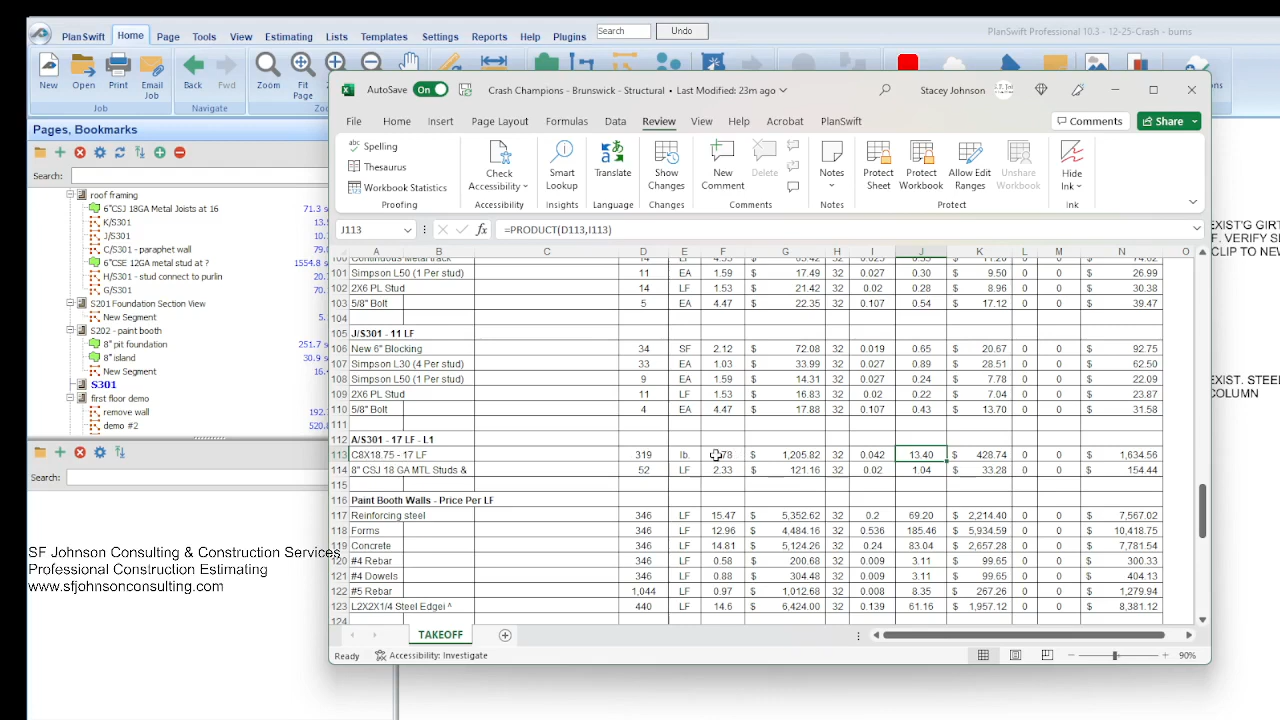 PlanSwift Home Page Tools View Estimating Lists Templates Settings Reports Help Plugins Search Undo PlanSwift Professional 10.3 - 12-25-Crash - burns
New Open Print Email Job Back Fwd Zoom Fit Page
Job Navigate
Pages, Bookmarks
Search:
roof framing
6"CSJ 18GA Metal Joists at 16 71.3 s
K/S301 13.
J/S301 10.
C/S301 - paraphet wall 79.
6"CSE 12GA metal stud at ? 1554.8 s
H/S301 - stud connect to purlin 20.
G/S301 70.
S201 Foundation Section View
New Segment 5.
S202 - paint booth
8" pit foundation 251.7
8" island 30.9 s
New Segment 16.
S301
first floor demo
remove wall 192.
demo #2 520.
Search:
SF Johnson Consulting & Construction Services
Professional Construction Estimating
www.sfjohnsonconsulting.com
AutoSave On Crash Champions - Brunswick - Structural • Last Modified: 23m ago Stacey Johnson
File Home Insert Page Layout Formulas Data Review View Help Acrobat PlanSwift Comments Share
Spelling
Thesaurus
Workbook Statistics
Check Accessibility
Smart Lookup
Translate
Show Changes
New Comment
Delete
Notes
Protect Sheet
Protect Workbook
Allow Edit Ranges
Unshare Workbook
Hide Ink
Proofing Accessibility Insights Language Changes Comments Notes Protect Ink
J113 fx =PRODUCT(D113,I113)
A B C D E F G H I J K L M N
101 Simpson L50 (1 Per stud) 11 EA 1.59 $ 17.49 32 0.027 0.30 $ 9.50 0 0 $ 26.99
102 2X6 PL Stud 14 LF 1.53 $ 21.42 32 0.02 0.28 $ 8.96 0 0 $ 30.38
103 5/8" Bolt 5 EA 4.47 $ 22.35 32 0.107 0.54 $ 17.12 0 0 $ 39.47
104
105 J/S301 - 11 LF
106 New 6" Blocking 34 SF 2.12 $ 72.08 32 0.019 0.65 $ 20.67 0 0 $ 92.75
107 Simpson L30 (4 Per stud) 33 EA 1.03 $ 33.99 32 0.027 0.89 $ 28.51 0 0 $ 62.50
108 Simpson L50 (1 Per stud) 9 EA 1.59 $ 14.31 32 0.027 0.24 $ 7.78 0 0 $ 22.09
109 2X6 PL Stud 11 LF 1.53 $ 16.83 32 0.02 0.22 $ 7.04 0 0 $ 23.87
110 5/8" Bolt 4 EA 4.47 $ 17.88 32 0.107 0.43 $ 13.70 0 0 $ 31.58
111
112 A/S301 - 17 LF - L1
113 C8X18.75 - 17 LF 319 lb. .78 $ 1,205.82 32 0.042 13.40 $ 428.74 0 0 $ 1,634.56
114 8" CSJ 18 GA MTL Studs & 52 LF 2.33 $ 121.16 32 0.02 1.04 $ 33.28 0 0 $ 154.44
115
116 Paint Booth Walls - Price Per LF
117 Reinforcing steel 346 LF 15.47 $ 5,352.62 32 0.2 69.20 $ 2,214.40 0 0 $ 7,567.02
118 Forms 346 LF 12.96 $ 4,484.16 32 0.536 185.46 $ 5,934.59 0 0 $ 10,418.75
119 Concrete 346 LF 14.81 $ 5,124.26 32 0.24 83.04 $ 2,657.28 0 0 $ 7,781.54
120 #4 Rebar 346 LF 0.58 $ 200.68 32 0.009 3.11 $ 99.65 0 0 $ 300.33
121 #4 Dowels 346 LF 0.88 $ 304.48 32 0.009 3.11 $ 99.65 0 0 $ 404.13
122 #5 Rebar 1,044 LF 0.97 $ 1,012.68 32 0.008 8.35 $ 267.26 0 0 $ 1,279.94
123 L2X2X1/4 Steel Edgei ^ 440 LF 14.6 $ 6,424.00 32 0.139 61.16 $ 1,957.12 0 0 $ 8,381.12
124
TAKEOFF
Ready Accessibility: Investigate 90%
EXIST'G GIRT
F. VERIFY S
CLIP TO NEW
EXIST. STEE
COLUMN